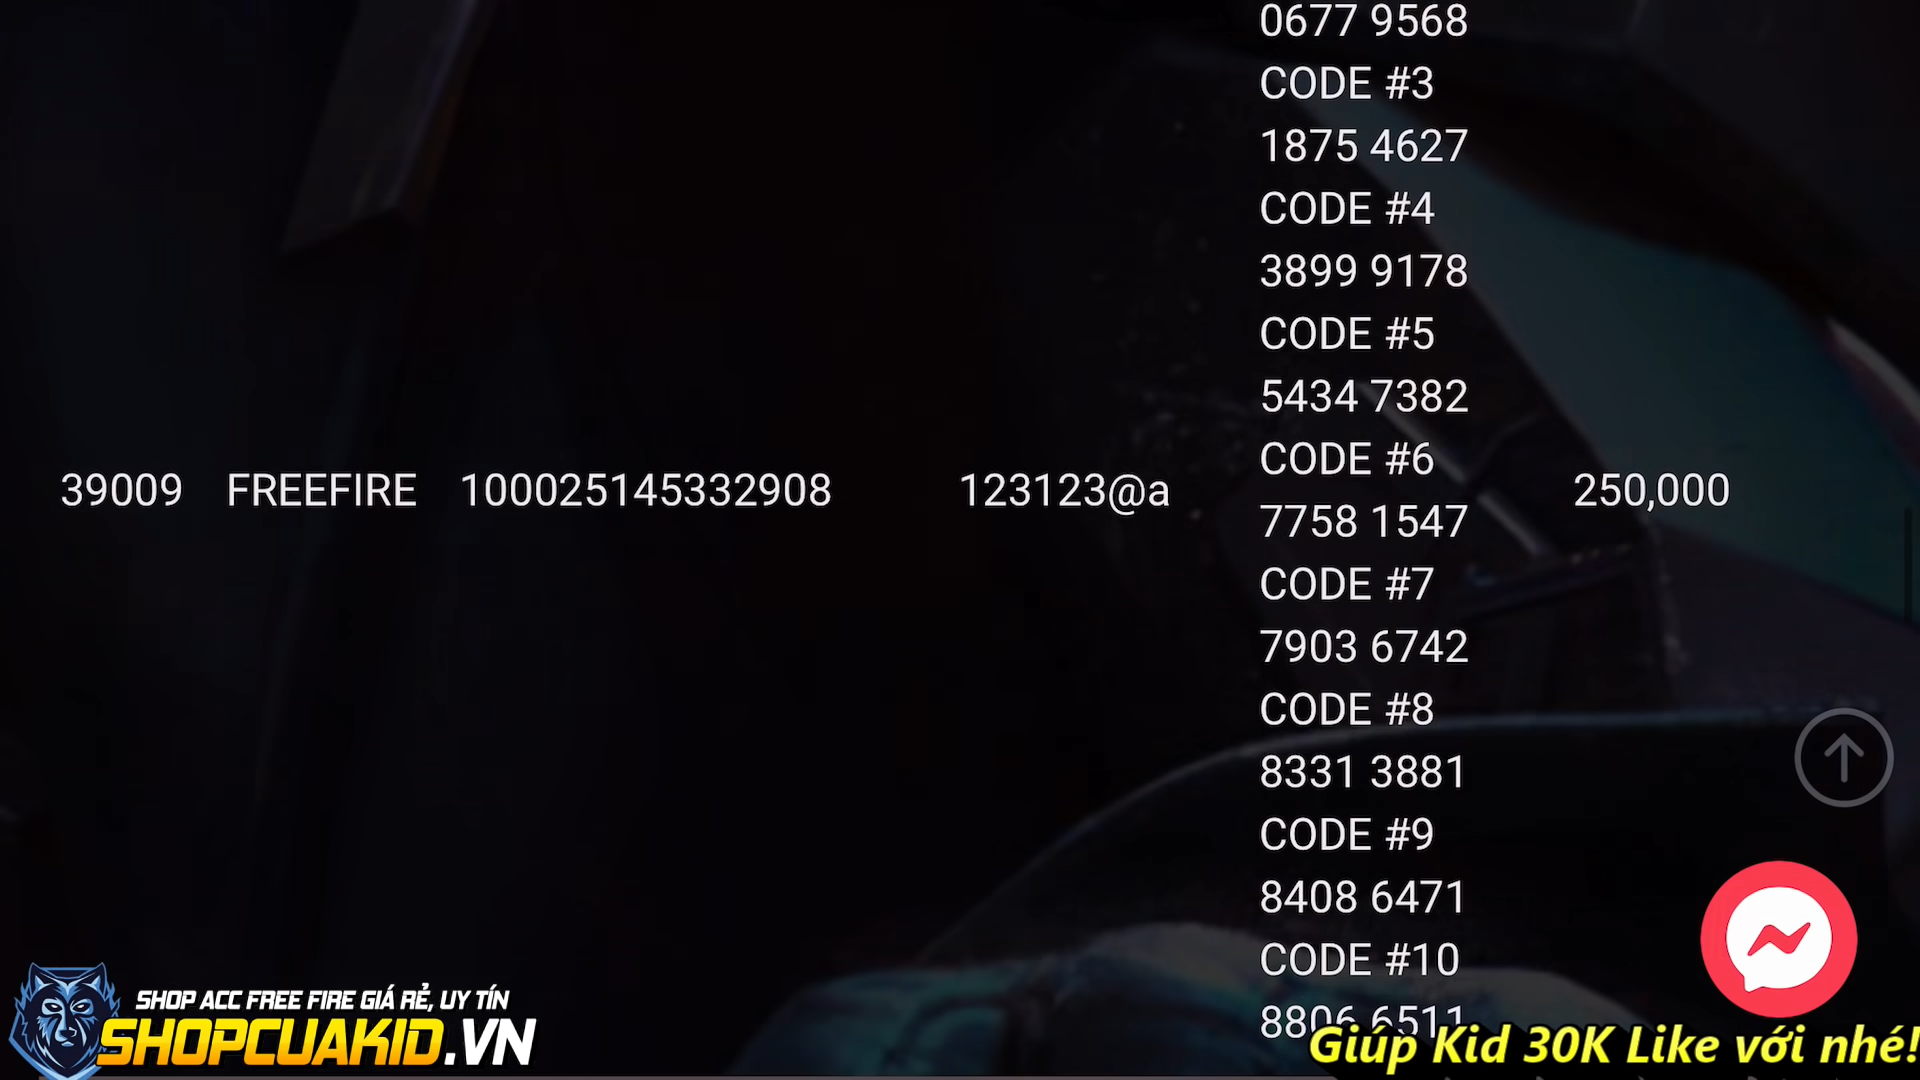 0677 9568
CODE #3
1875 4627
CODE #4
3899 9178
CODE #5
5434 7382
CODE #6
39009 FREEFIRE 100025145332908 123123@a 250,000
7758 1547
CODE #7
7903 6742
CODE #8
8331 3881
CODE #9
8408 6471
CODE #10
8806 6511
SHOP ACC FREE FIRE GIÁ RẺ, UY TÍN
SHOPCUAKID.VN
Giúp Kid 30K Like với nhé!